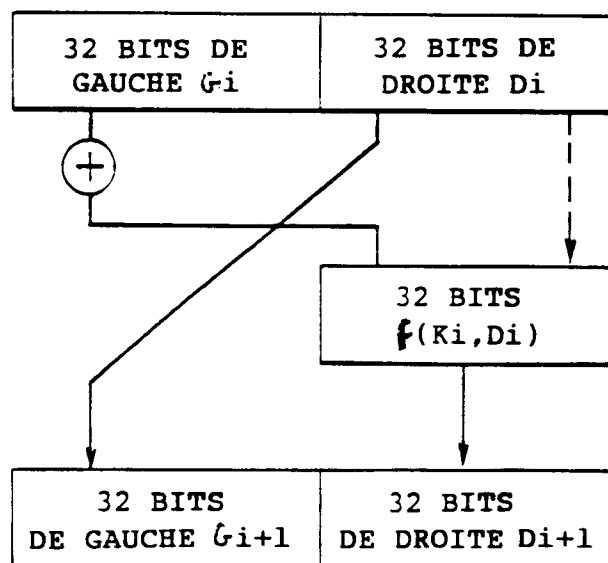 32 BITS DE
GAUCHE Gi
32 BITS DE
DROITE Di
+
32 BITS
f(Ki,Di)
32 BITS
DE GAUCHE Gi+1
32 BITS
DE DROITE Di+1